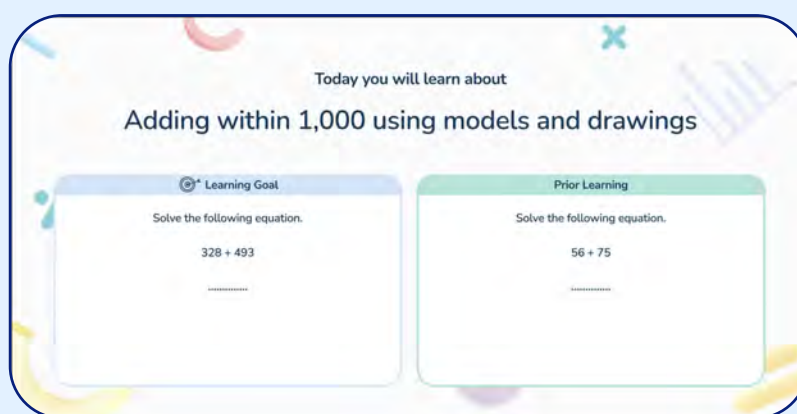 Today you will learn about
Adding within 1,000 using models and drawings
Learning Goal
Solve the following equation.
328 + 493
..............
Prior Learning
Solve the following equation.
56 + 75
..............